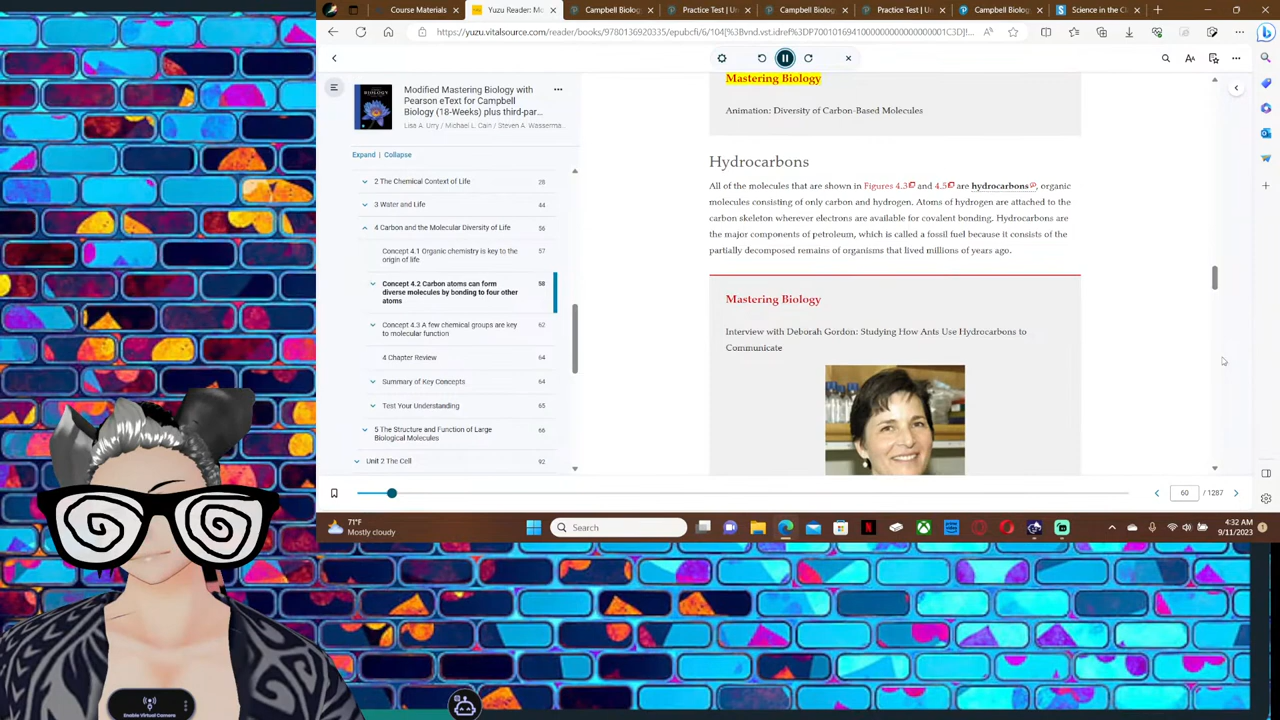 Course Materials
Yuzu Reader: Mo
Campbell Biolog
Practice Test | Un
Practice Test | Un
Campbell Biolog
Science in the Cl
https://yuzu.vitalsource.com/reader/books/9780136920335/epubcfi/6/104[%3Bvnd.vst.idref%3DP7001016941000000000000000001C3D]!...
Modified Mastering Biology with
Pearson eText for Campbell
Biology (18-Weeks) plus third-par...
Lisa A. Urry / Michael L. Cain / Steven A. Wasserma...
Expand | Collapse
2 The Chemical Context of Life 28
3 Water and Life 44
4 Carbon and the Molecular Diversity of Life 56
Concept 4.1 Organic chemistry is key to the 57
origin of life
Concept 4.2 Carbon atoms can form 58
diverse molecules by bonding to four other
atoms
Concept 4.3 A few chemical groups are key 62
to molecular function
4 Chapter Review 64
Summary of Key Concepts 64
Test Your Understanding 65
5 The Structure and Function of Large 66
Biological Molecules
Unit 2 The Cell 92
Mastering Biology
Animation: Diversity of Carbon-Based Molecules
Hydrocarbons
All of the molecules that are shown in Figures 4.3 and 4.5 are hydrocarbons, organic
molecules consisting of only carbon and hydrogen. Atoms of hydrogen are attached to the
carbon skeleton wherever electrons are available for covalent bonding. Hydrocarbons are
the major components of petroleum, which is called a fossil fuel because it consists of the
partially decomposed remains of organisms that lived millions of years ago.
Mastering Biology
Interview with Deborah Gordon: Studying How Ants Use Hydrocarbons to
Communicate
60 / 1287
71°F
Mostly cloudy
Search
4:32 AM
9/11/2023
Enable Virtual Camera